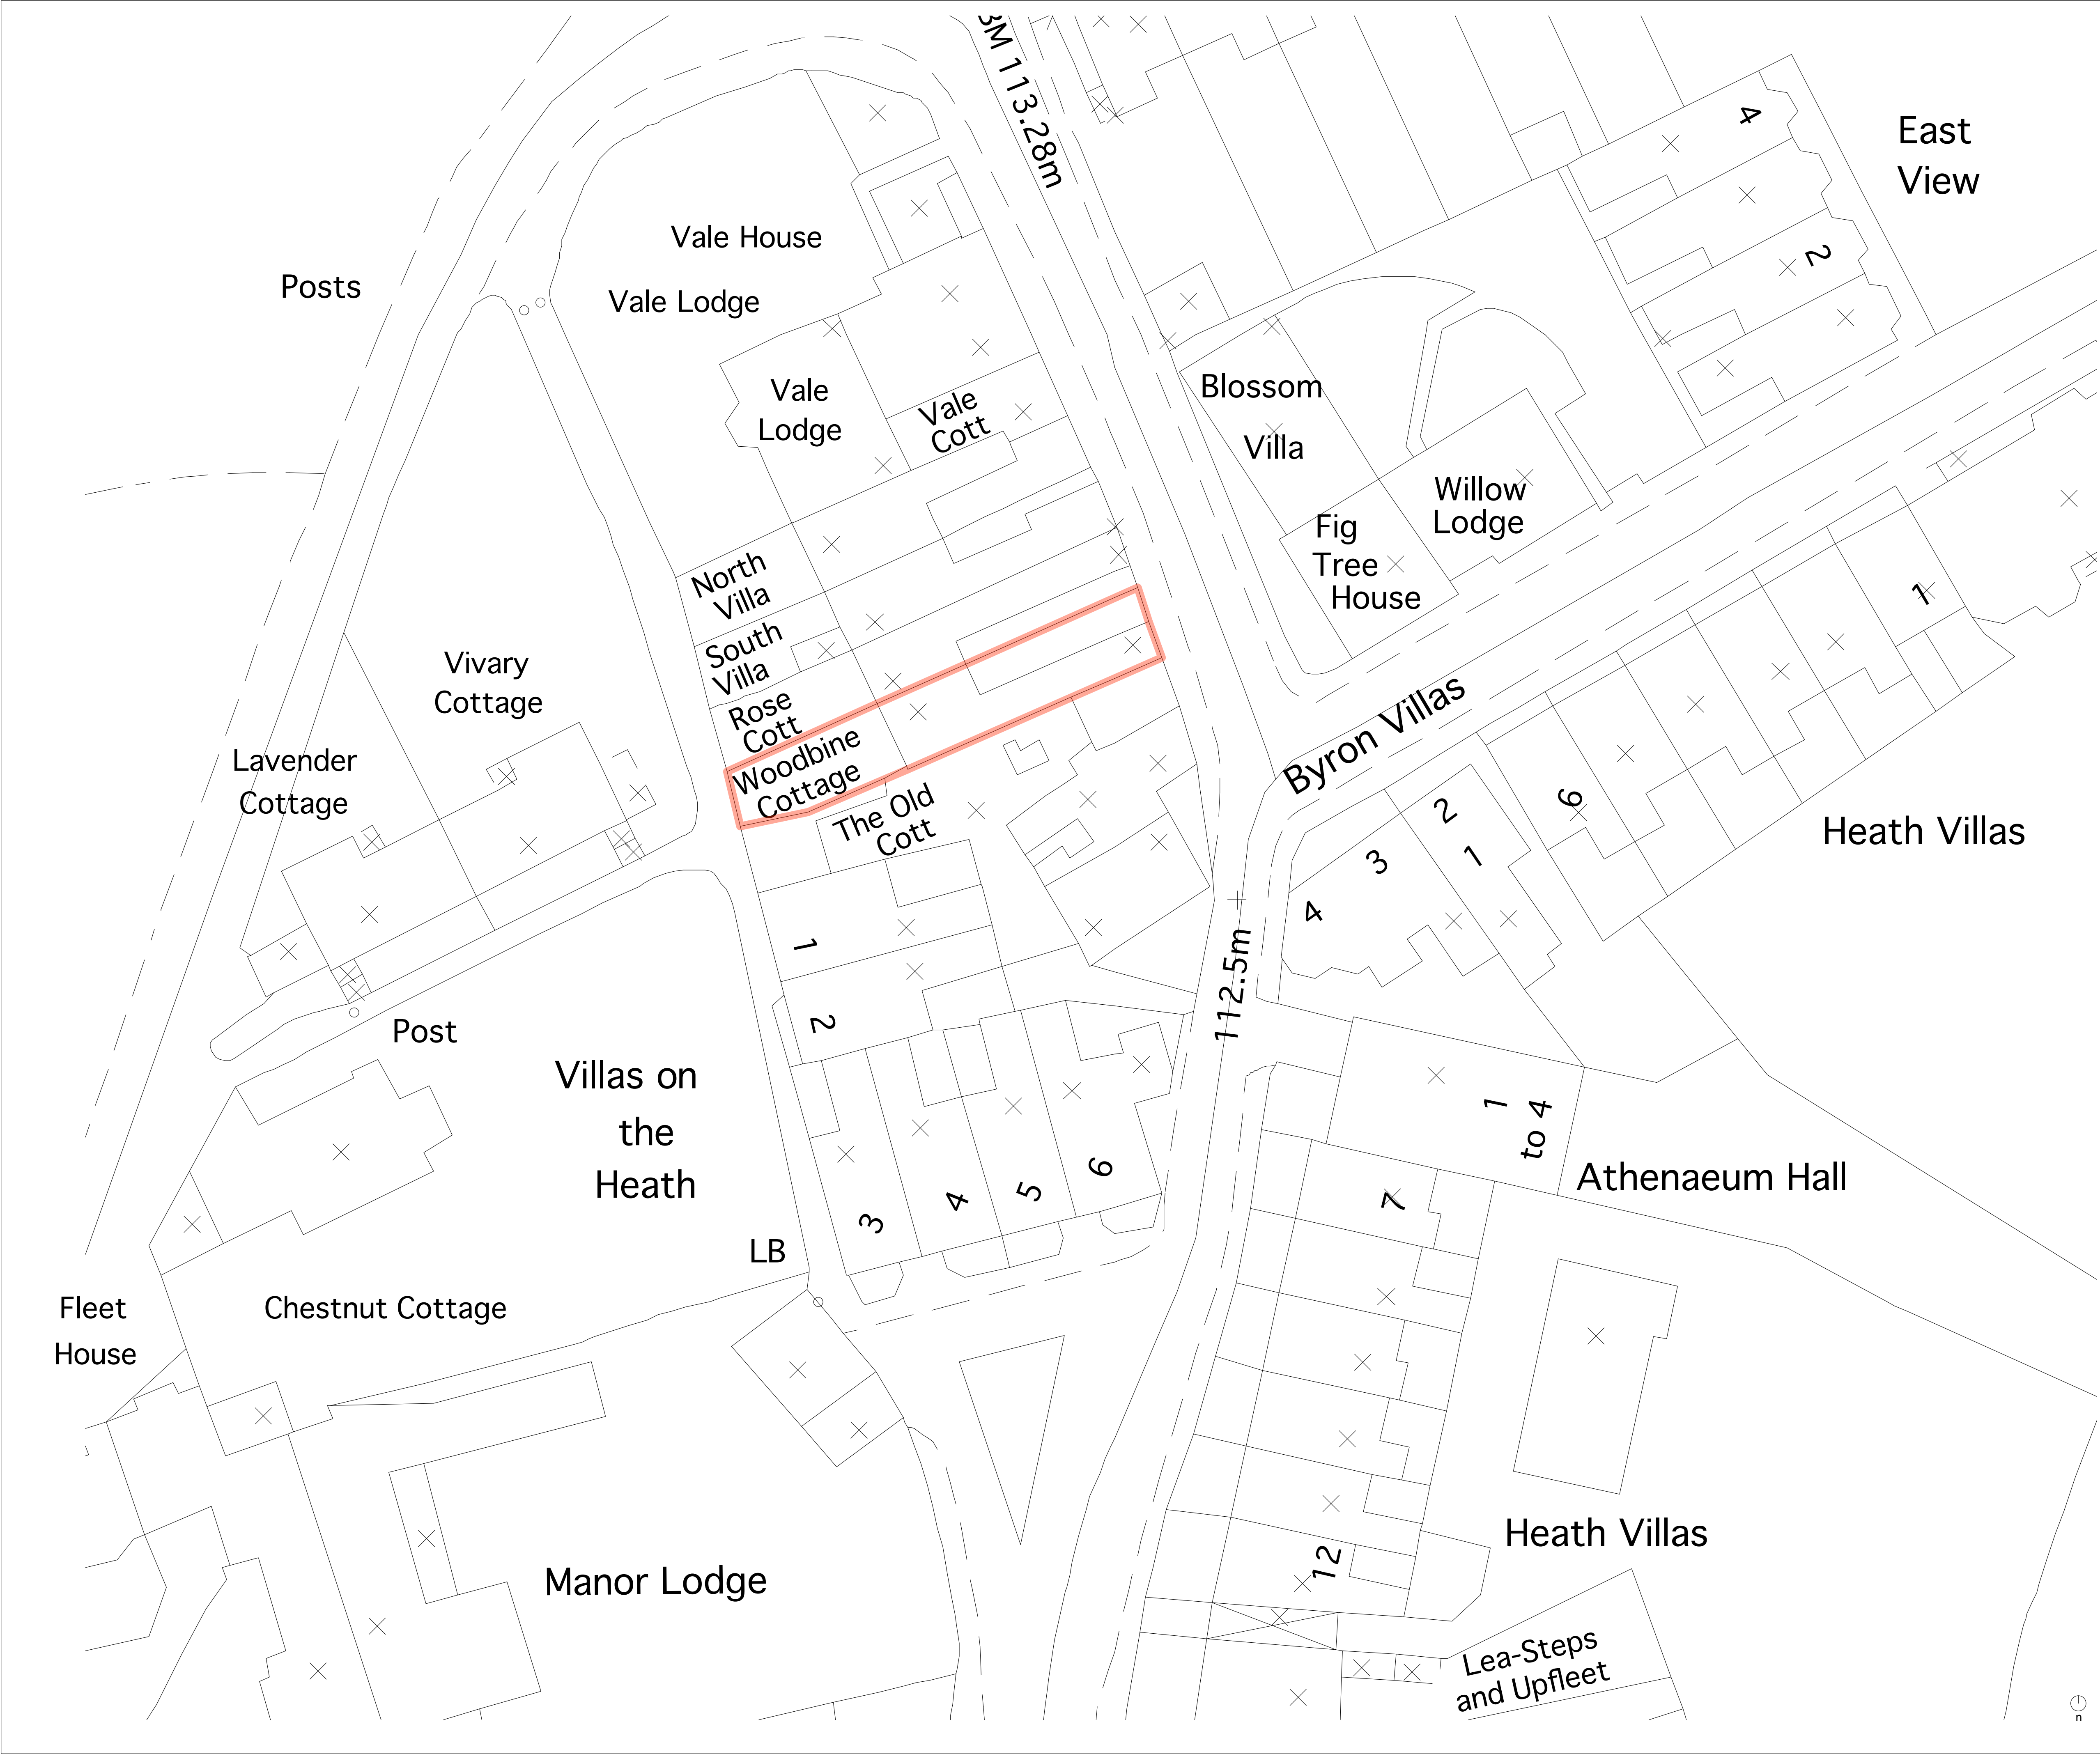 BM 113.28m
4
East
View
2
Vale House
Posts
Vale Lodge
Vale
Lodge
Vale
Cott
Blossom
Villa
Willow
Lodge
Fig
Tree
House
North
Villa
South
Villa
Rose
Cott
Woodbine
Cottage
The Old
Cott
Vivary
Cottage
Lavender
Cottage
Byron Villas
1
6
Heath Villas
2
1
3
4
112.5m
1
2
Post
Villas on
the
Heath
3
4
5
6
1
to 4
Athenaeum Hall
7
LB
Fleet
House
Chestnut Cottage
12
Heath Villas
Manor Lodge
Lea-Steps
and Upfleet
n